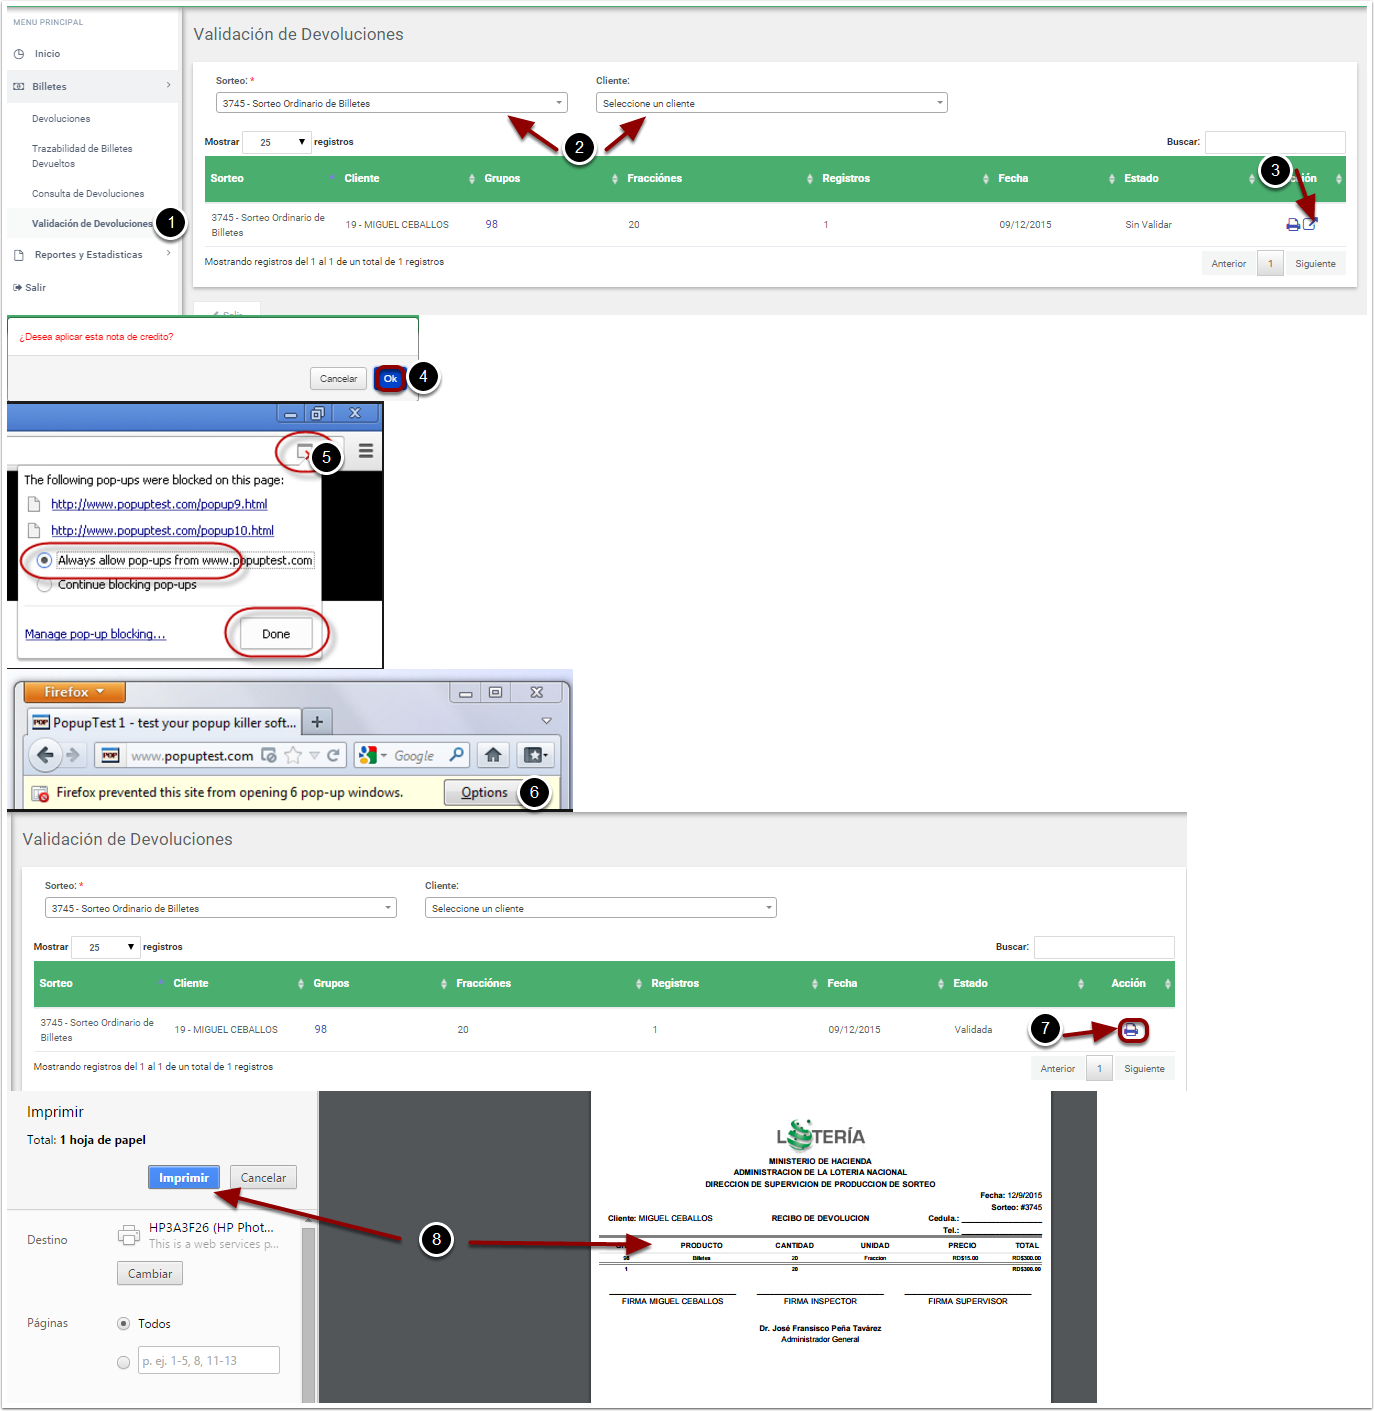 MENU PRINCIPAL
Inicio
Billetes
Devoluciones
Trazabilidad de Billetes
Devueltos
Consulta de Devoluciones
Validación de Devoluciones
1
Reportes y Estadisticas
Salir
Validación de Devoluciones
Sorteo: *
Cliente:
3745 - Sorteo Ordinario de Billetes
Seleccione un cliente
2
Mostrar 25 registros
Buscar:
3
Sorteo Cliente Grupos Fracciónes Registros Fecha Estado
3745 - Sorteo Ordinario de
Billetes
19 - MIGUEL CEBALLOS 98 20 1 09/12/2015 Sin Validar
Mostrando registros del 1 al 1 de un total de 1 registros
Anterior 1 Siguiente
¿Desea aplicar esta nota de credito?
Cancelar Ok 4
5
The following pop-ups were blocked on this page:
http://www.popuptest.com/popup9.html
http://www.popuptest.com/popup10.html
Always allow pop-ups from www.popuptest.com
Continue blocking pop-ups
Manage pop-up blocking...
Done
Firefox
POP PopupTest 1 - test your popup killer soft...
POP www.popuptest.com Google
Firefox prevented this site from opening 6 pop-up windows.
Options 6
Validación de Devoluciones
Sorteo: *
Cliente:
3745 - Sorteo Ordinario de Billetes
Seleccione un cliente
Mostrar 25 registros
Buscar:
Sorteo Cliente Grupos Fracciónes Registros Fecha Estado Acción
3745 - Sorteo Ordinario de
Billetes
19 - MIGUEL CEBALLOS 98 20 1 09/12/2015 Validada
7
Mostrando registros del 1 al 1 de un total de 1 registros
Anterior 1 Siguiente
Imprimir
Total: 1 hoja de papel
Imprimir Cancelar
Destino
HP3A3F26 (HP Phot...
This is a web services p...
Cambiar
Páginas
Todos
p. ej. 1-5, 8, 11-13
8
LOTERÍA
MINISTERIO DE HACIENDA
ADMINISTRACION DE LA LOTERIA NACIONAL
DIRECCION DE SUPERVICION DE PRODUCCION DE SORTEO
Fecha: 12/9/2015
Sorteo: #3745
Cliente: MIGUEL CEBALLOS RECIBO DE DEVOLUCION Cedula.:
Tel.:
PRODUCTO CANTIDAD UNIDAD PRECIO TOTAL
98 Billetes 20 Fraccion RD$15.00 RD$300.00
1 20 RD$300.00
FIRMA MIGUEL CEBALLOS FIRMA INSPECTOR FIRMA SUPERVISOR
Dr. José Fransisco Peña Tavárez
Administrador General